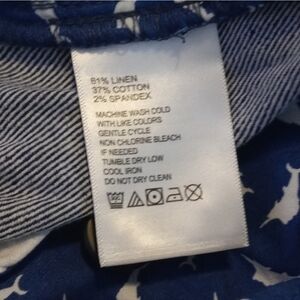 61% LINEN
37% COTTON
2% SPANDEX
MACHINE WASH COLD
WITH LIKE COLORS
GENTLE CYCLE
NON CHLORINE BLEACH
IF NEEDED
TUMBLE DRY LOW
COOL IRON
DO NOT DRY CLEAN